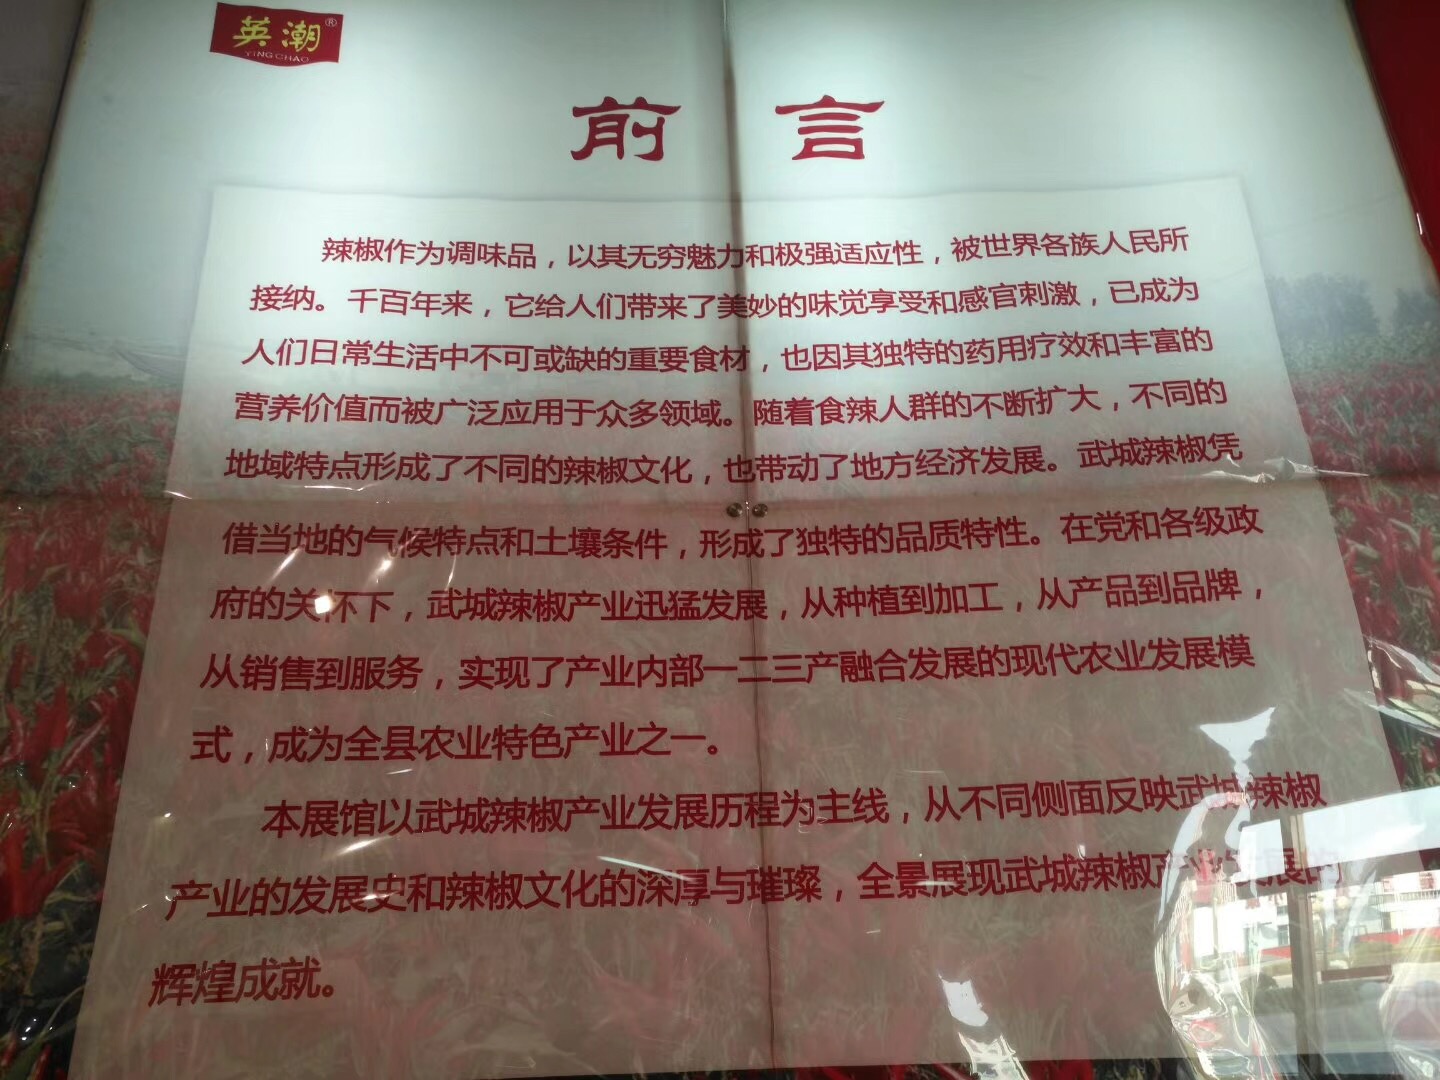 英潮®
YINGCHAO
前言
辣椒作为调味品，以其无穷魅力和极强适应性，被世界各族人民所
接纳。千百年来，它给人们带来了美妙的味觉享受和感官刺激，已成为
人们日常生活中不可或缺的重要食材，也因其独特的药用疗效和丰富的
营养价值而被广泛应用于众多领域。随着食辣人群的不断扩大，不同的
地域特点形成了不同的辣椒文化，也带动了地方经济发展。武城辣椒凭
借当地的气候特点和土壤条件，形成了独特的品质特性。在党和各级政
府的关怀下，武城辣椒产业迅猛发展，从种植到加工，从产品到品牌，
从销售到服务，实现了产业内部一二三产融合发展的现代农业发展模
式，成为全县农业特色产业之一。
本展馆以武城辣椒产业发展历程为主线，从不同侧面反映武城辣椒
产业的发展史和辣椒文化的深厚与璀璨，全景展现武城辣椒产业发展的
辉煌成就。